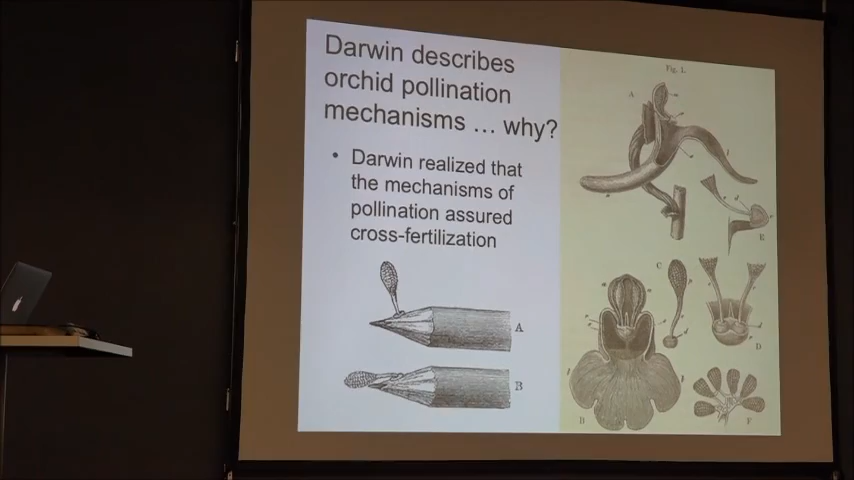 Darwin describes
orchid pollination
mechanisms … why?
• Darwin realized that
the mechanisms of
pollination assured
cross-fertilization
A
B
Fig. 1.
A
E
C
D
B
F